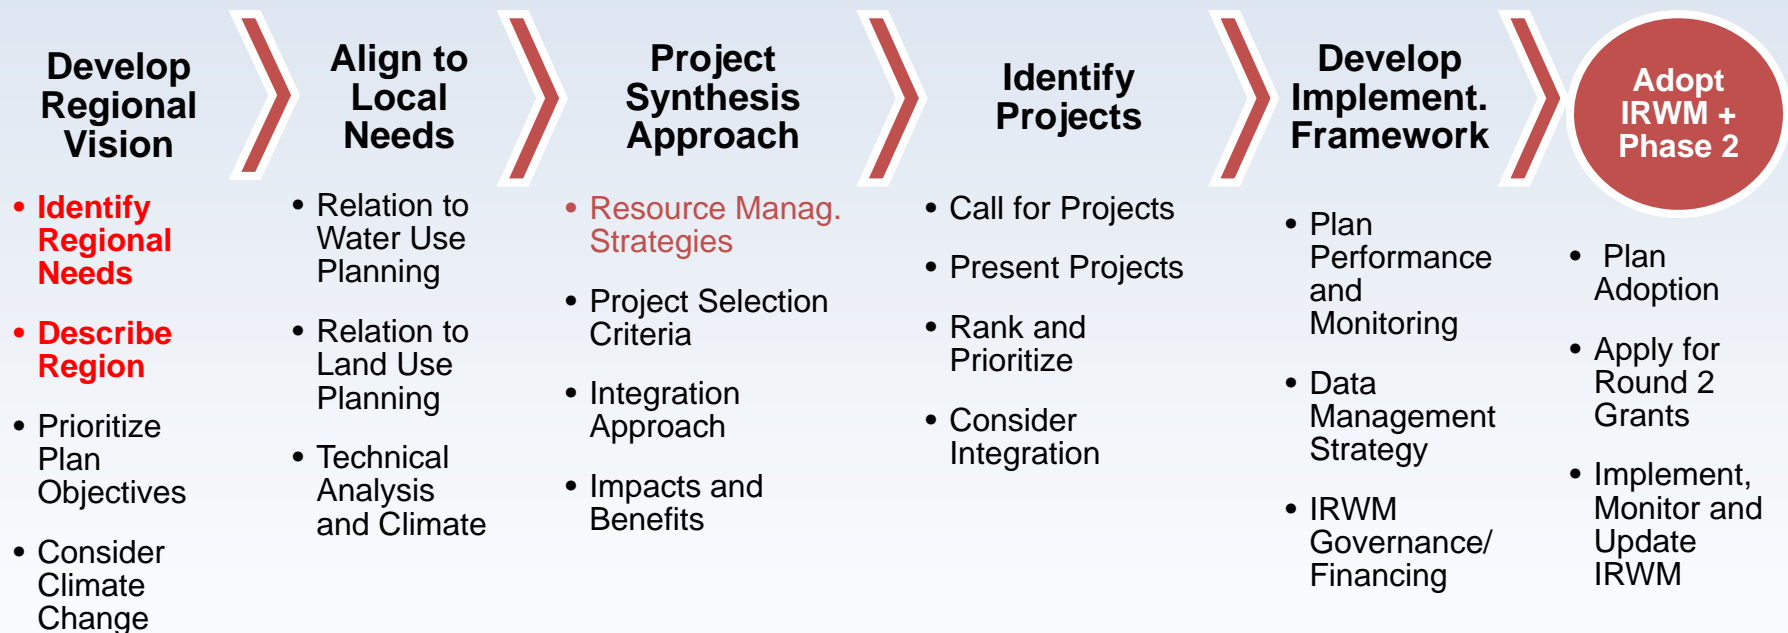 Develop
Regional
Vision
• Identify
Regional
Needs
• Describe
Region
• Prioritize
Plan
Objectives
• Consider
Climate
Change
Align to
Local
Needs
• Relation to
Water Use
Planning
• Relation to
Land Use
Planning
• Technical
Analysis
and Climate
Project
Synthesis
Approach
• Resource Manag.
Strategies
• Project Selection
Criteria
• Integration
Approach
• Impacts and
Benefits
Identify
Projects
• Call for Projects
• Present Projects
• Rank and
Prioritize
• Consider
Integration
Develop
Implement.
Framework
• Plan
Performance
and
Monitoring
• Data
Management
Strategy
• IRWM
Governance/
Financing
Adopt
IRWM +
Phase 2
• Plan
Adoption
• Apply for
Round 2
Grants
• Implement,
Monitor and
Update
IRWM